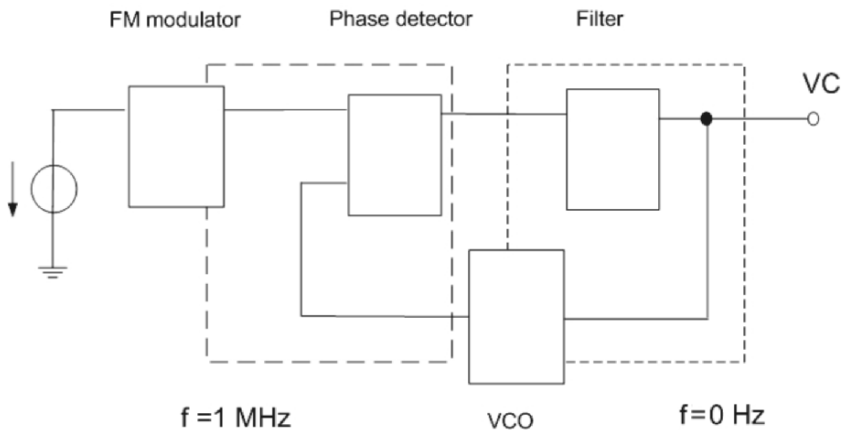 FM modulator
Phase detector
Filter
VC
f =1 MHz
VCO
f=0 Hz